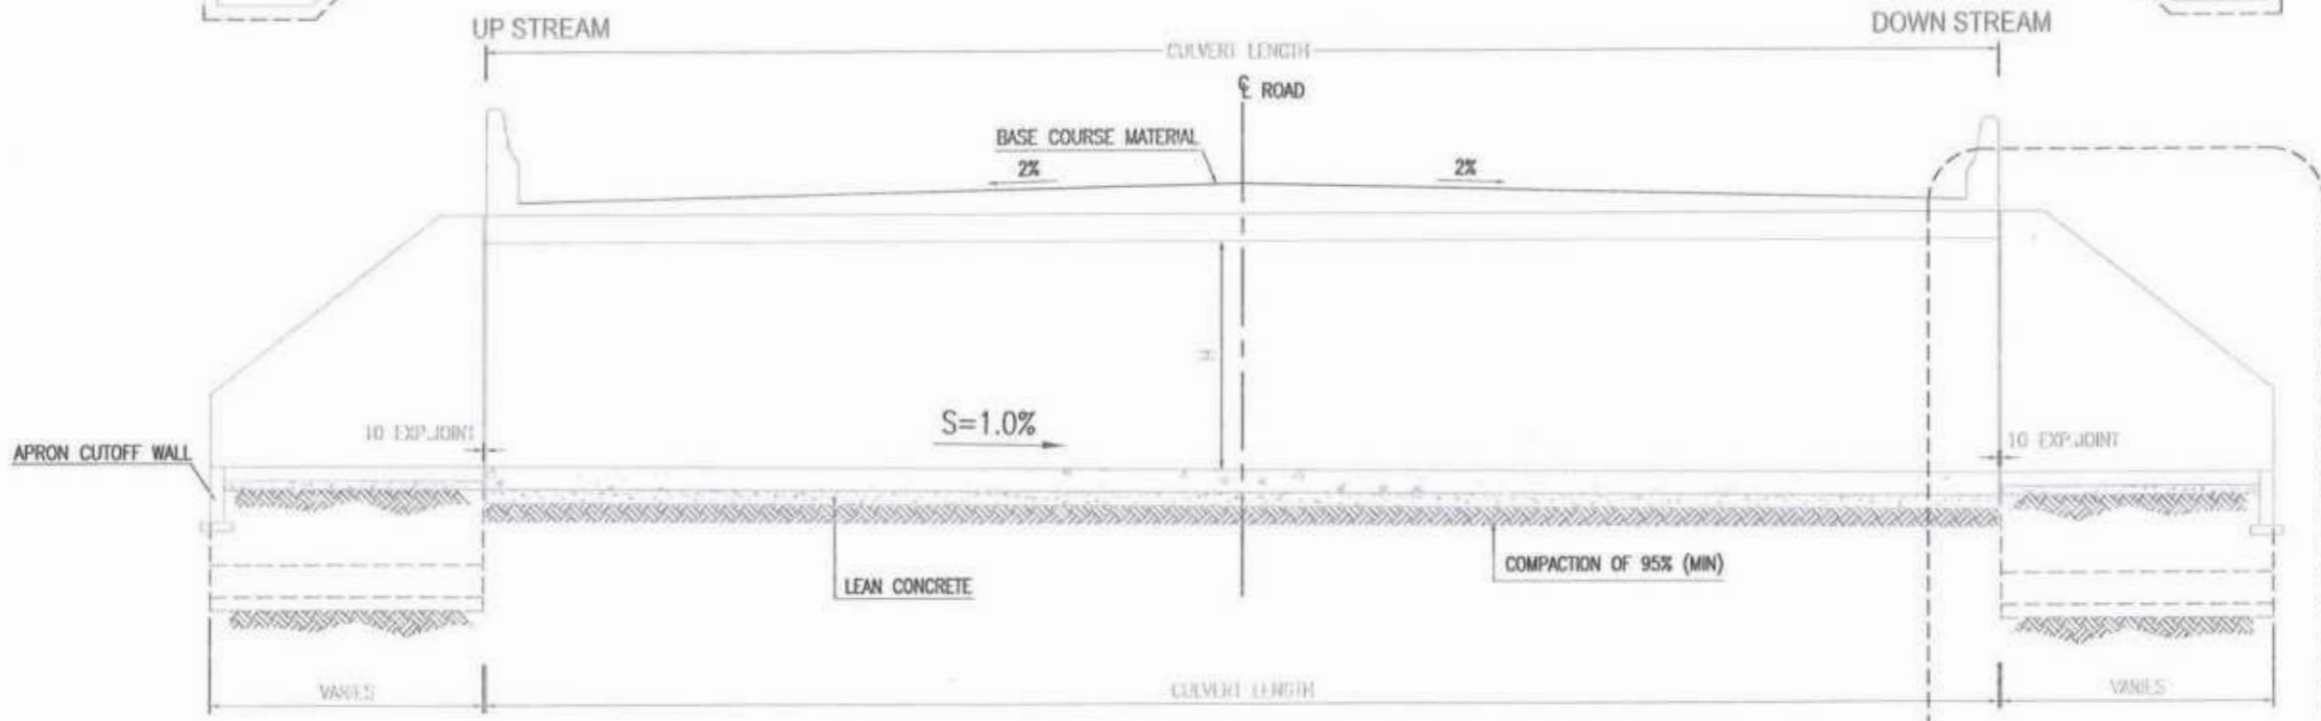 UP STREAM
DOWN STREAM
CULVERT LENGTH
℄ ROAD
BASE COURSE MATERIAL
2%
2%
H
S=1.0%
10 EXP.JOINT
10 EXP.JOINT
APRON CUTOFF WALL
LEAN CONCRETE
COMPACTION OF 95% (MIN)
VARIES
CULVERT LENGTH
VARIES